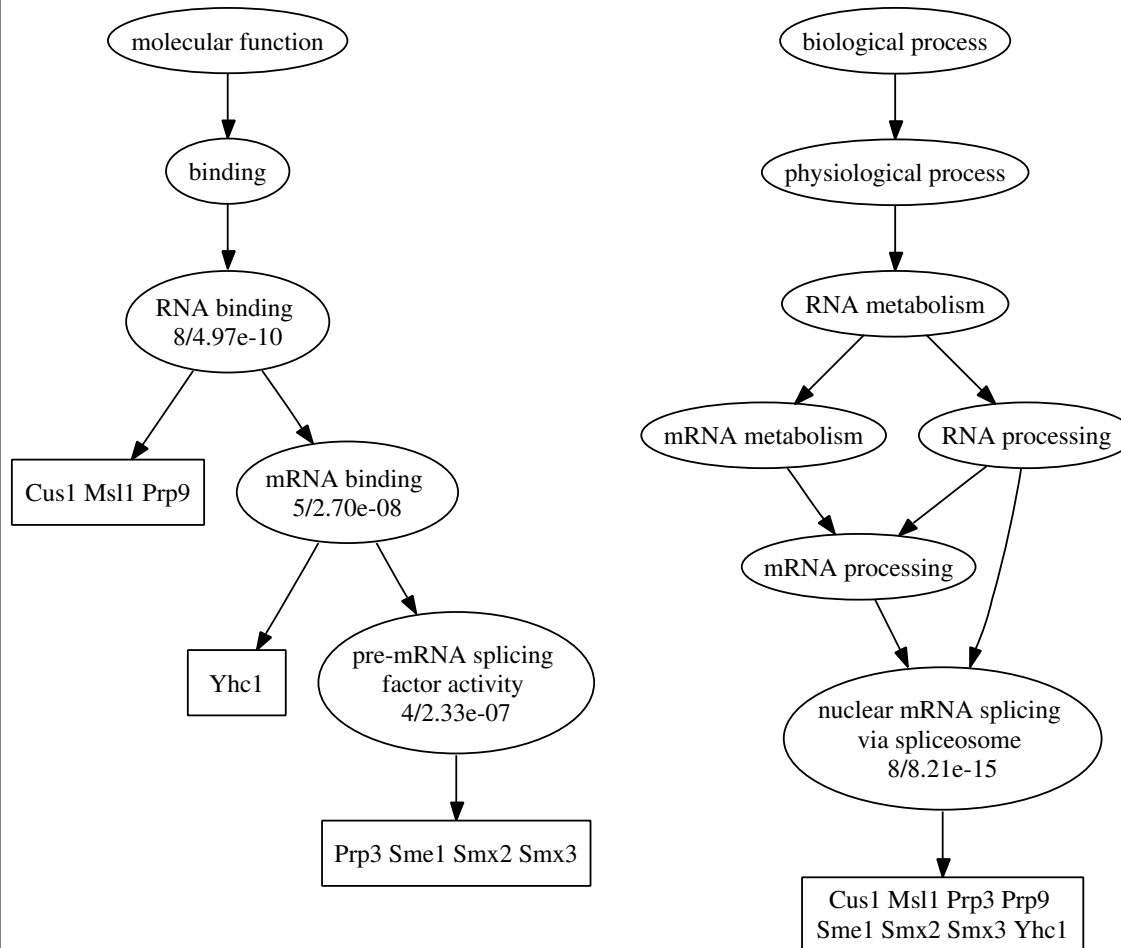 molecular function
binding
RNA binding
8/4.97e-10
Cus1 Msl1 Prp9
mRNA binding
5/2.70e-08
Yhc1
pre-mRNA splicing
factor activity
4/2.33e-07
Prp3 Sme1 Smx2 Smx3
biological process
physiological process
RNA metabolism
mRNA metabolism
RNA processing
mRNA processing
nuclear mRNA splicing
via spliceosome
8/8.21e-15
Cus1 Msl1 Prp3 Prp9
Sme1 Smx2 Smx3 Yhc1